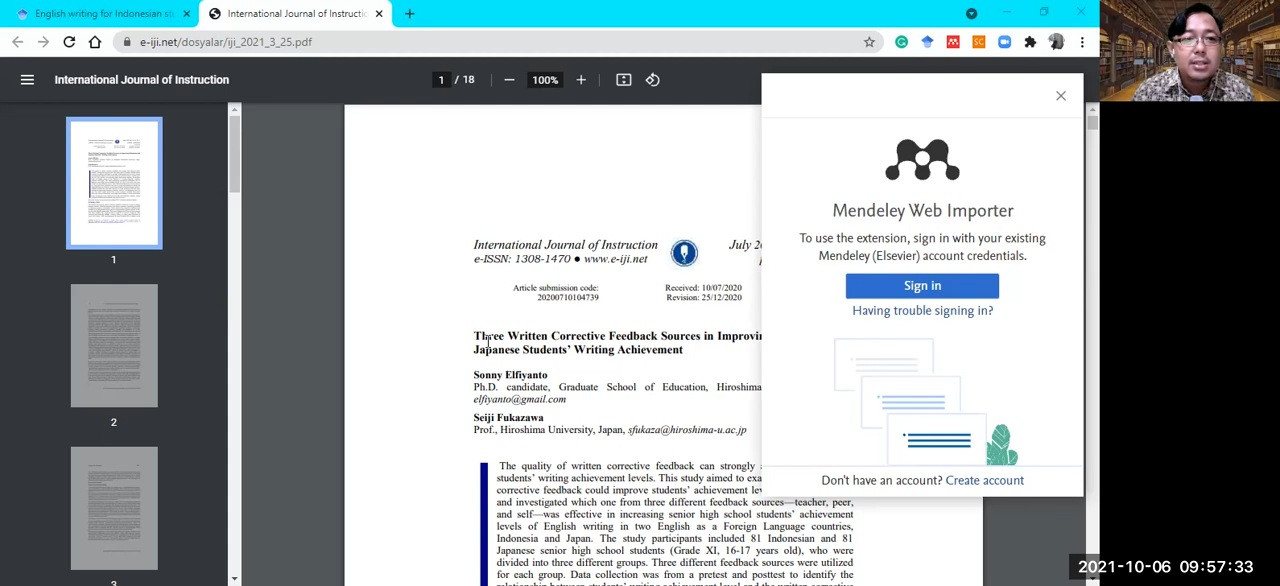 English writing for Indonesian st
International Journal of Instructio
e-iji.net/dosyalar/iji_2021_3_25.pdf
SC
International Journal of Instruction
1 / 18
100%
Mendeley Web Importer
To use the extension, sign in with your existing
Mendeley (Elsevier) account credentials.
Sign in
Having trouble signing in?
Don't have an account? Create account
1
2
3
International Journal of Instruction
e-ISSN: 1308-1470 ● www.e-iji.net
July 20
Article submission code:
20200710104739
Received: 10/07/2020
Revision: 25/12/2020
Three Written Corrective Feedback Sources in Improvin
Japanese Students' Writing Achievement
Sonny Elfiyanto
Ph.D. candidate, Graduate School of Education, Hiroshima
elfiyanto@gmail.com
Seiji Fukazawa
Prof., Hiroshima University, Japan, sfukaza@hiroshima-u.ac.jp
The quality of written corrective feedback can strongly
students' writing achievement levels. This study aimed to exa
corrective feedback could improve students' achievement lev
and investigated which one from three different feedback sources—teacher, peer,
and self—was effective in increasing senior high school students' achievement
levels of English writing in two English as a Foreign Language countries,
Indonesia and Japan. The study participants included 81 Indonesian and 81
Japanese senior high school students (Grade XI, 16-17 years old), who were
divided into three different groups. Three different feedback sources were utilized
for each group. Data collection was from a pretest and posttest to identify the
2021-10-06 09:57:33